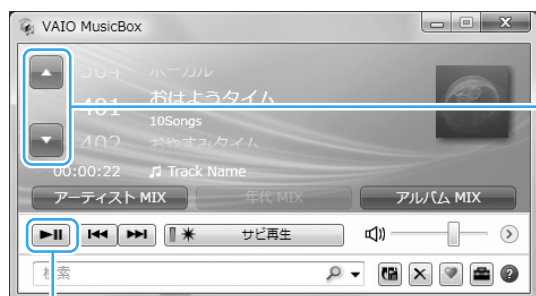 VAIO MusicBox
304 ボーカル
401 おはようタイム
10Songs
402 おやすみタイム
00:00:22 ♫ Track Name
アーティスト MIX 年代 MIX アルバム MIX
サビ再生
検索